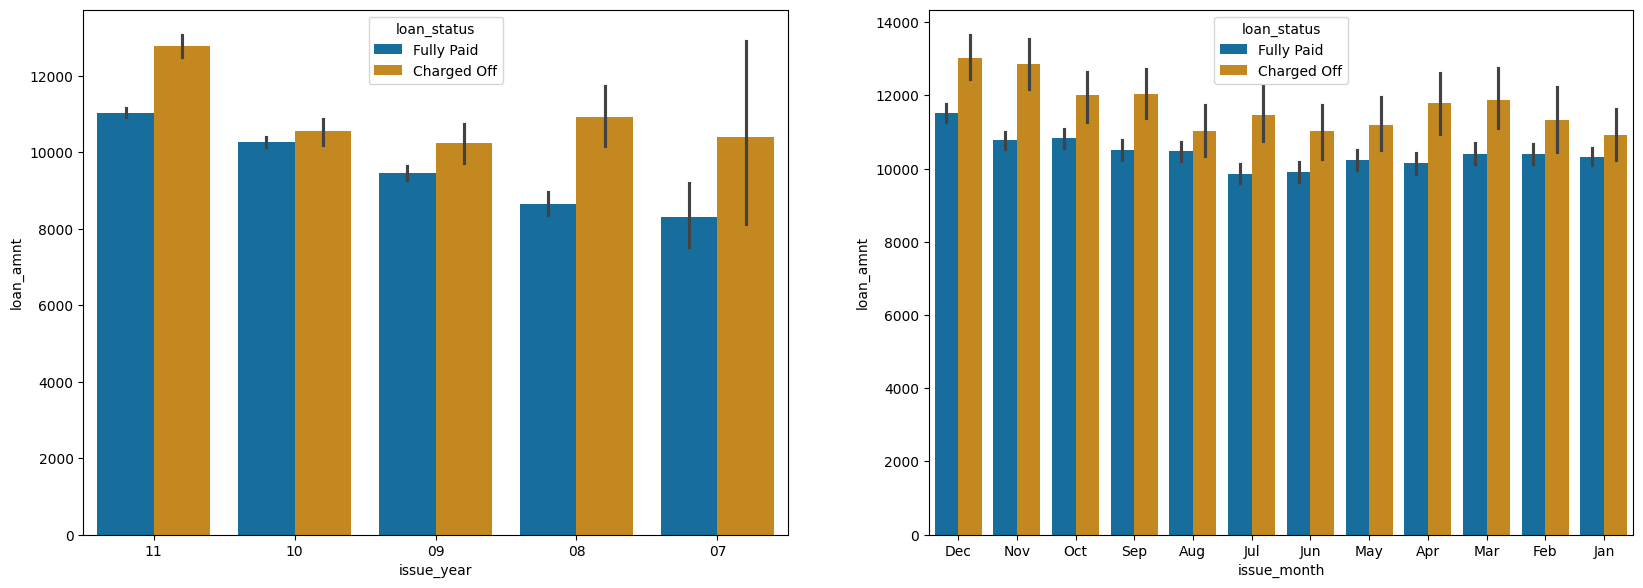 loan_status
Fully Paid
Charged Off
12000
10000
8000
6000
4000
2000
0
loan_amnt
11 10 09 08 07
issue_year
loan_status
Fully Paid
Charged Off
14000
12000
10000
8000
6000
4000
2000
0
loan_amnt
Dec Nov Oct Sep Aug Jul Jun May Apr Mar Feb Jan
issue_month